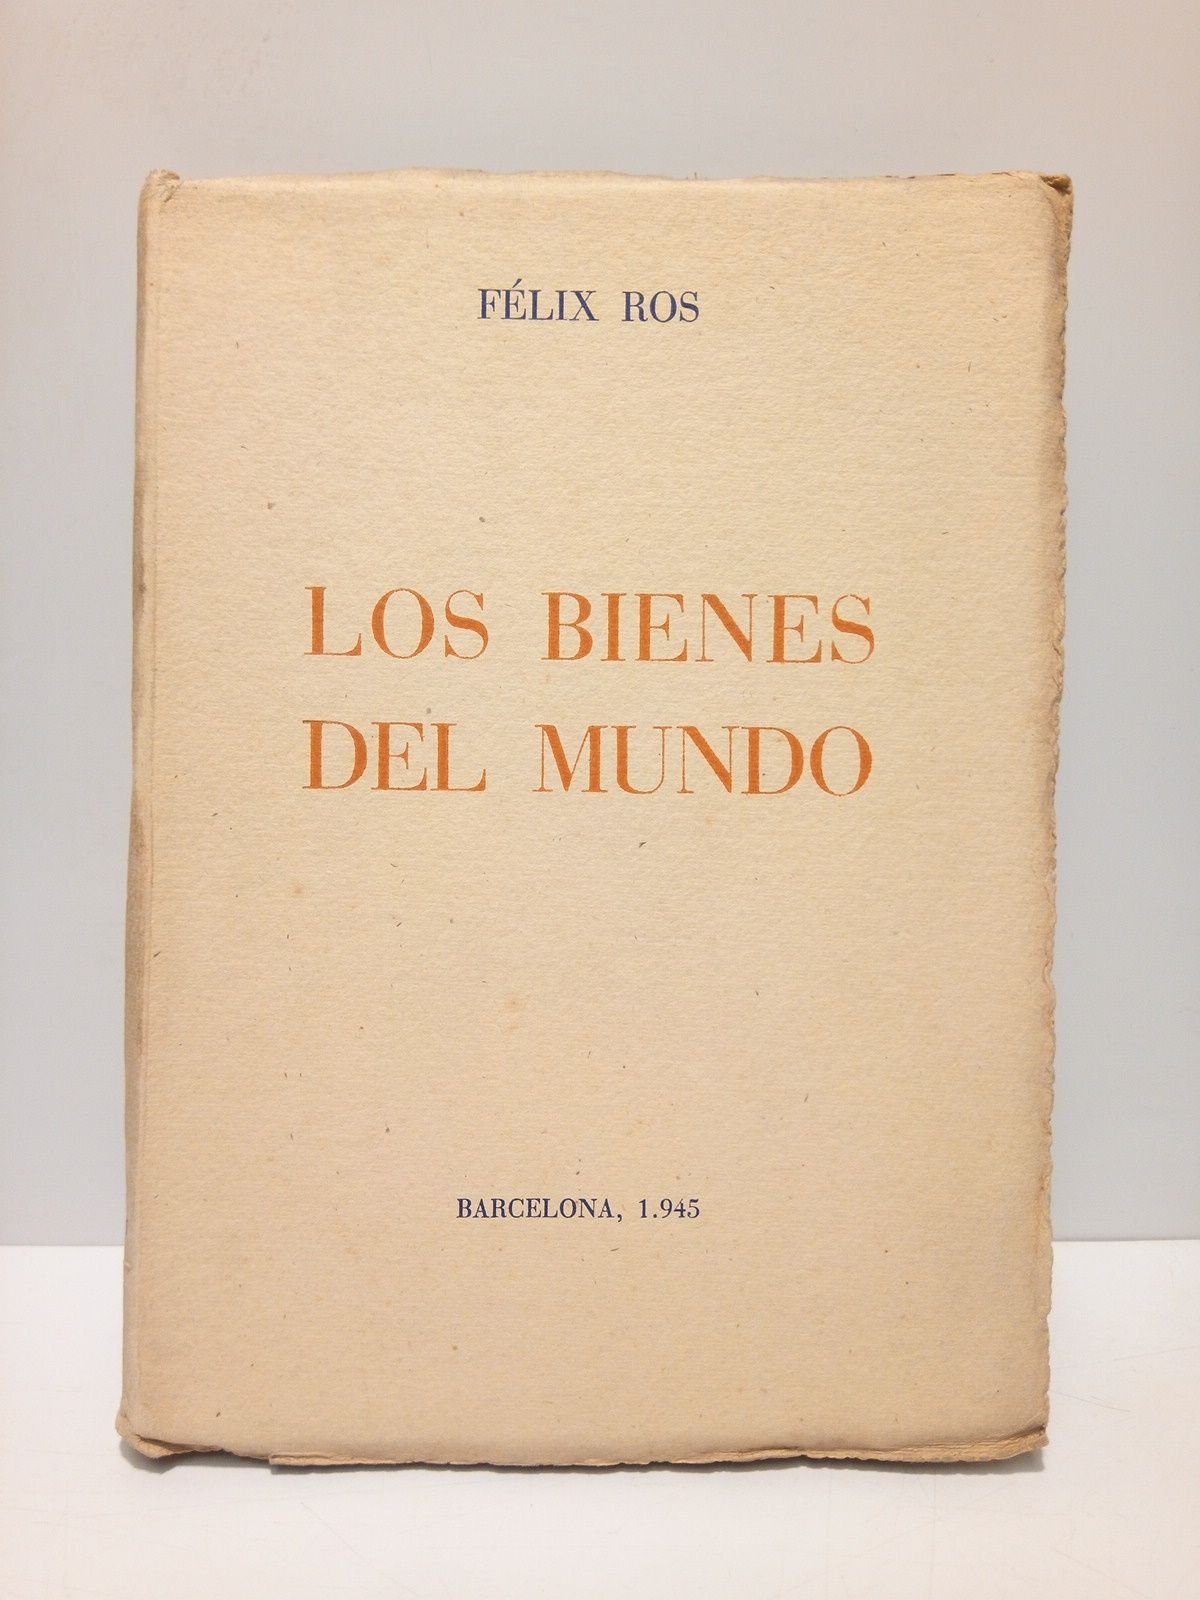 FÉLIX ROS
LOS BIENES
DEL MUNDO
BARCELONA, 1.945